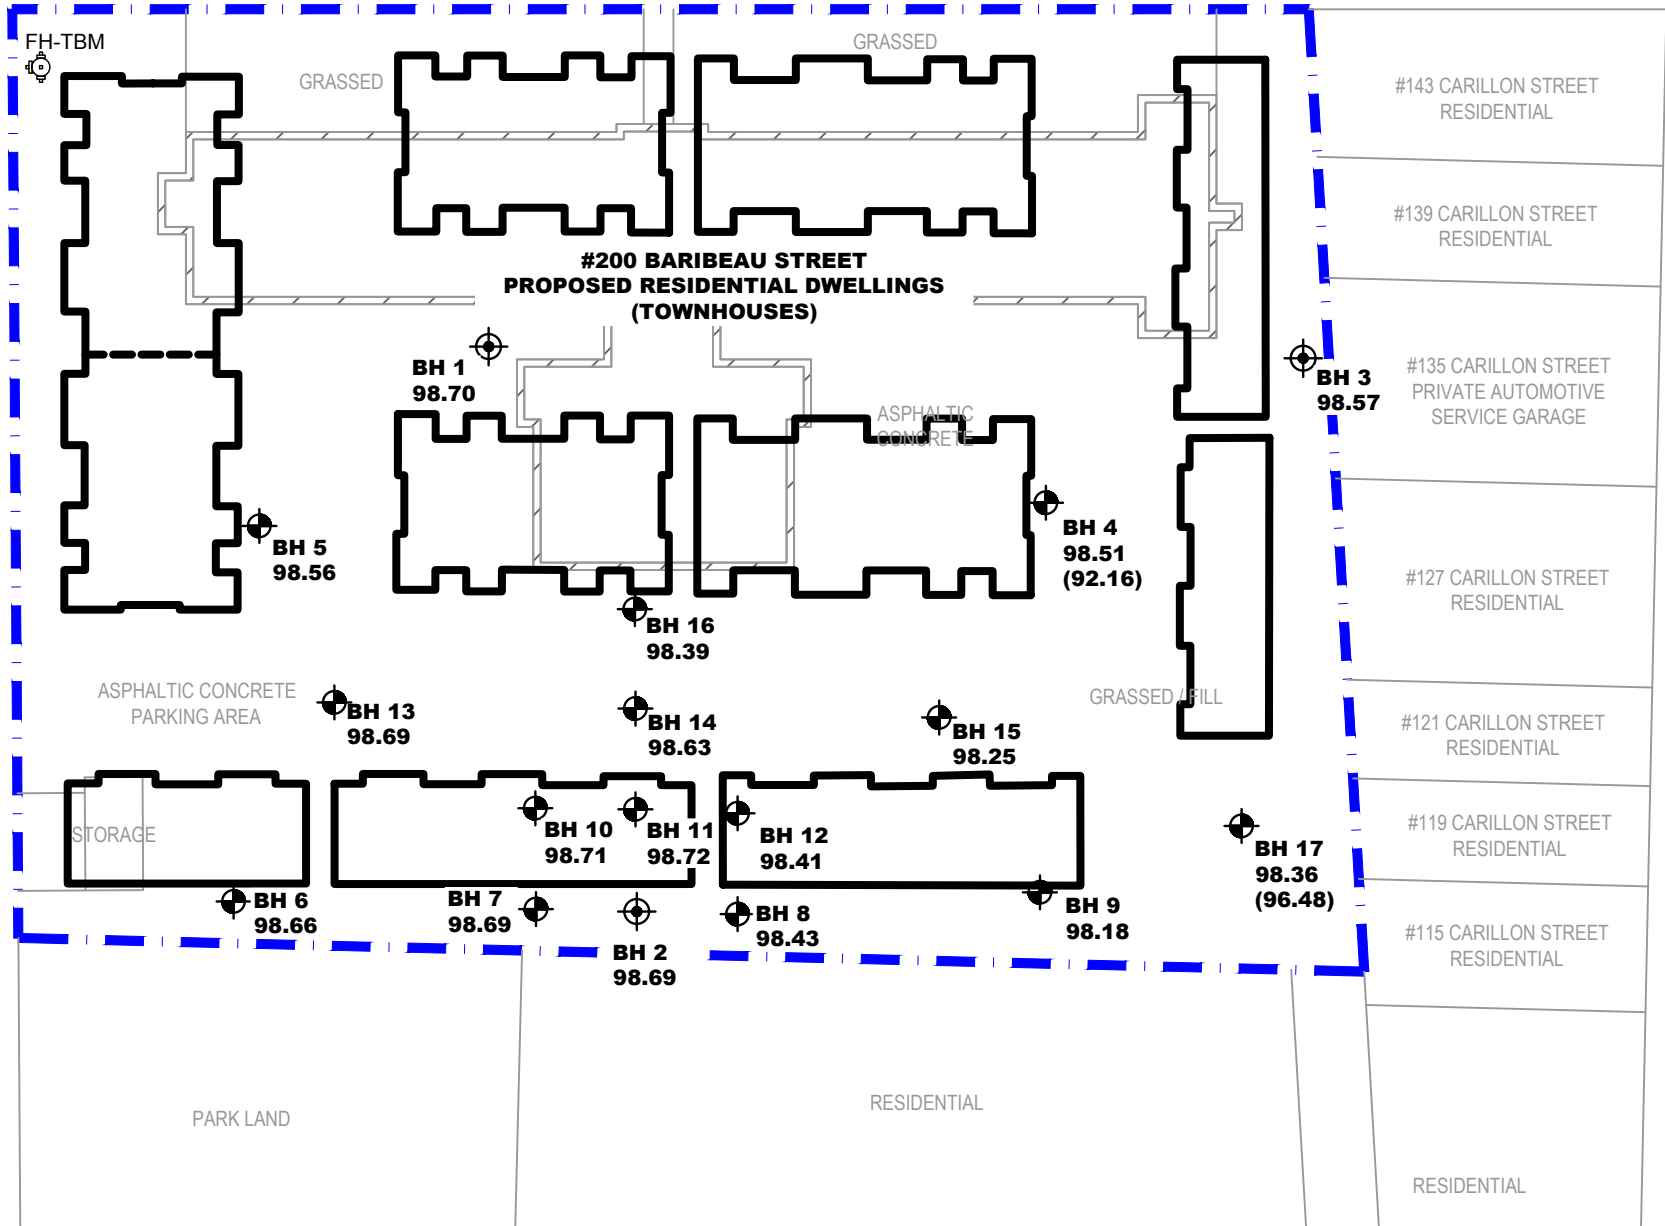 FH-TBM
GRASSED
GRASSED
#143 CARILLON STREET
RESIDENTIAL
#139 CARILLON STREET
RESIDENTIAL
#200 BARIBEAU STREET
PROPOSED RESIDENTIAL DWELLINGS
(TOWNHOUSES)
BH 1
98.70
BH 3
98.57
#135 CARILLON STREET
PRIVATE AUTOMOTIVE
SERVICE GARAGE
ASPHALTIC
CONCRETE
BH 5
98.56
BH 4
98.51
(92.16)
#127 CARILLON STREET
RESIDENTIAL
BH 16
98.39
ASPHALTIC CONCRETE
PARKING AREA
BH 13
98.69
BH 14
98.63
BH 15
98.25
GRASSED / FILL
#121 CARILLON STREET
RESIDENTIAL
STORAGE
BH 10
98.71
BH 11
98.72
BH 12
98.41
BH 17
98.36
(96.48)
#119 CARILLON STREET
RESIDENTIAL
BH 6
98.66
BH 7
98.69
BH 2
98.69
BH 8
98.43
BH 9
98.18
#115 CARILLON STREET
RESIDENTIAL
PARK LAND
RESIDENTIAL
RESIDENTIAL